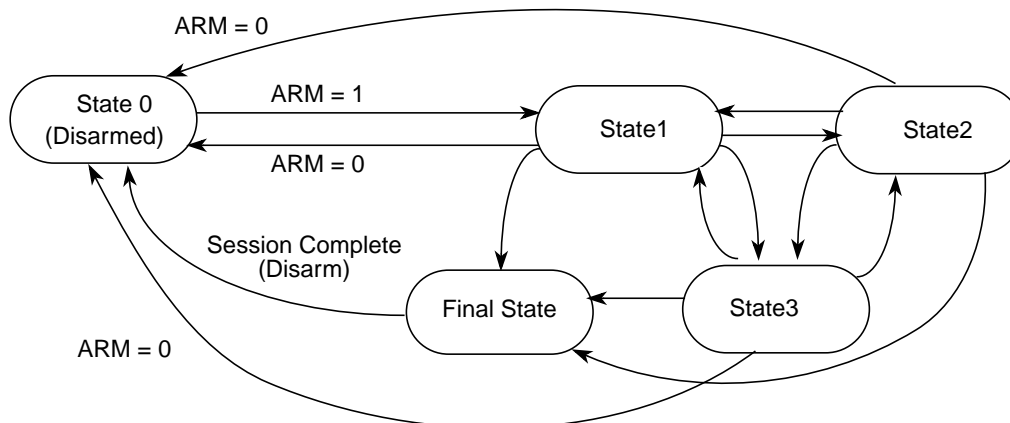 ARM = 0
State 0
(Disarmed)
ARM = 1
State1
State2
ARM = 0
Session Complete
(Disarm)
Final State
State3
ARM = 0